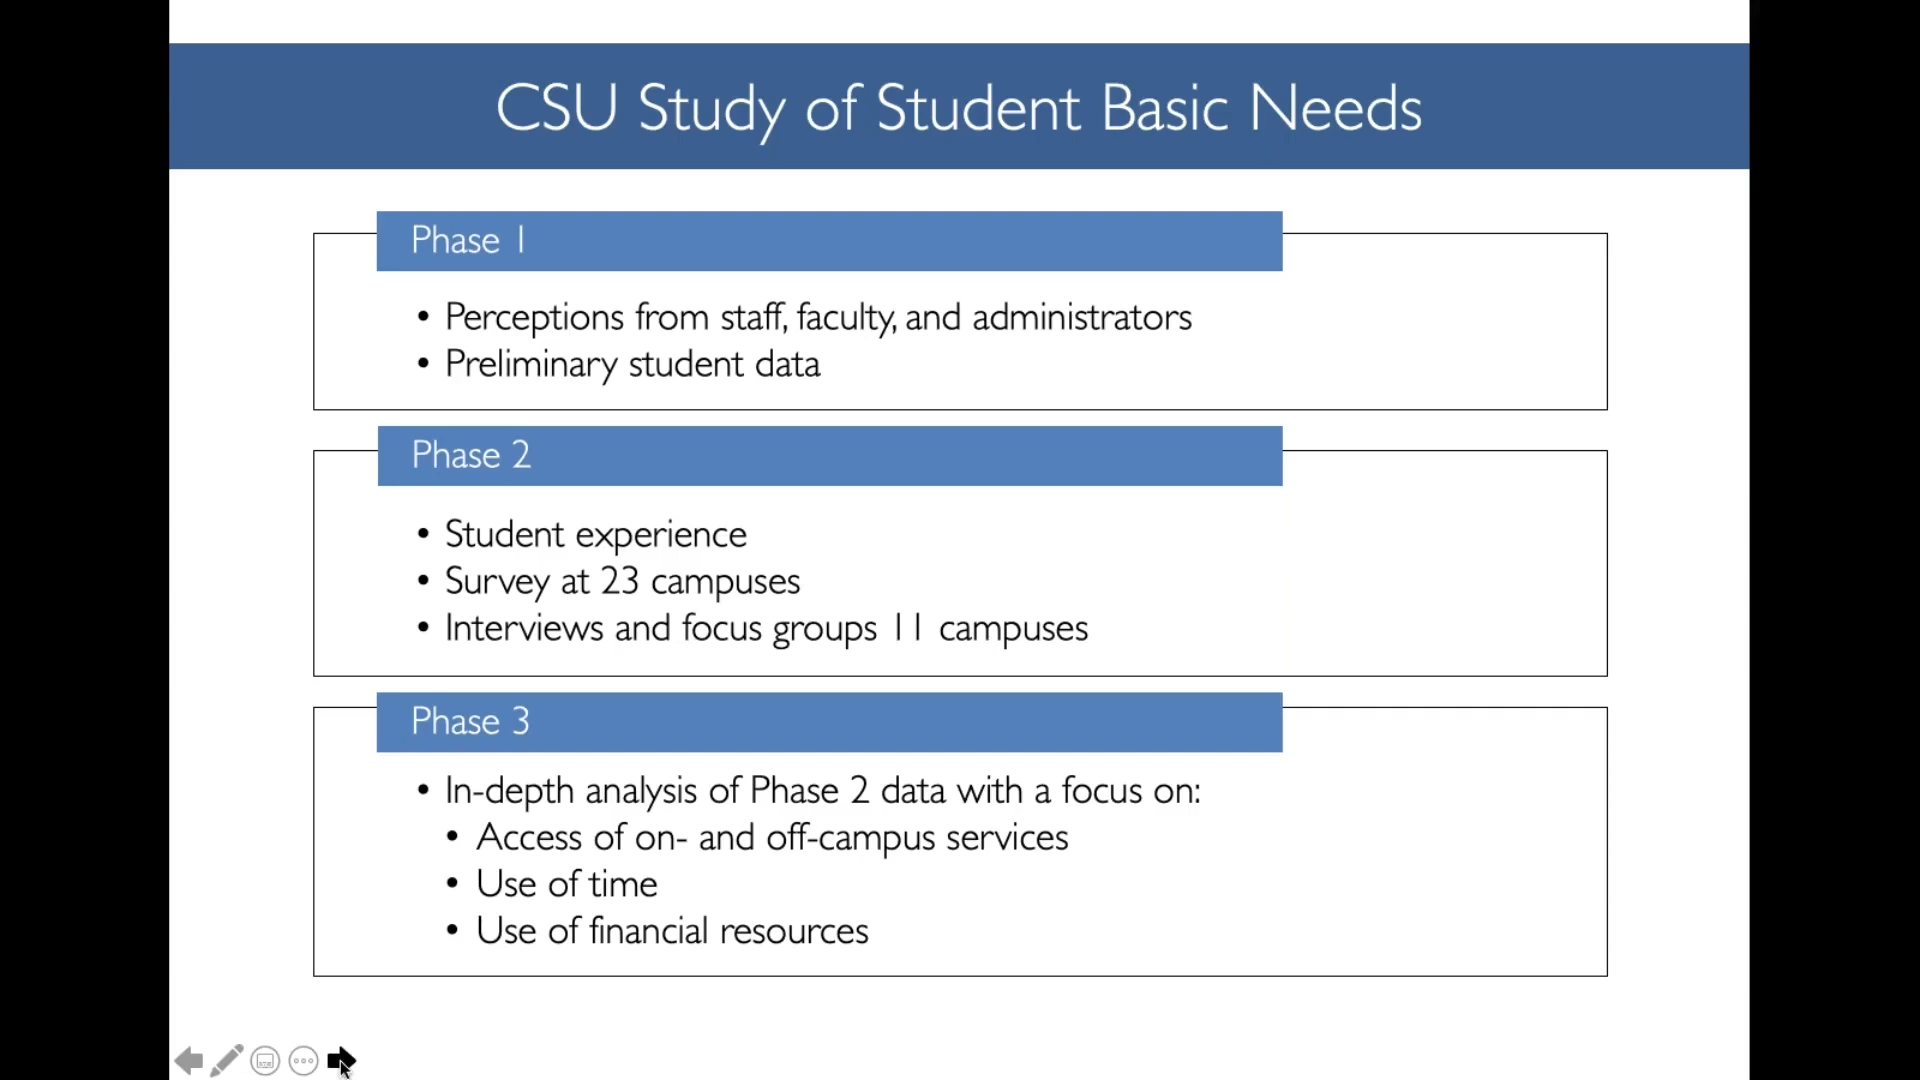 CSU Study of Student Basic Needs
Phase 1
• Perceptions from staff, faculty, and administrators
• Preliminary student data
Phase 2
• Student experience
• Survey at 23 campuses
• Interviews and focus groups 11 campuses
Phase 3
• In-depth analysis of Phase 2 data with a focus on:
• Access of on- and off-campus services
• Use of time
• Use of financial resources